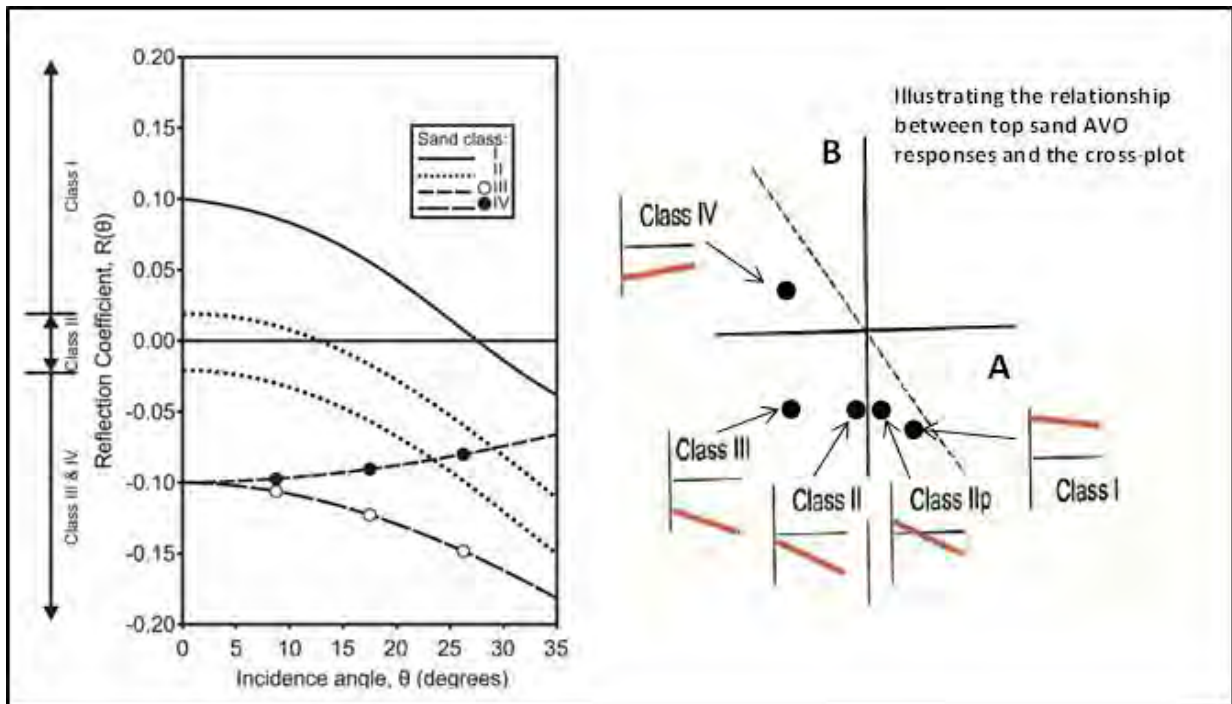 Class I
Class II
Class III & IV
Reflection Coefficient, R(θ)
0.20
0.15
0.10
0.05
0.00
-0.05
-0.10
-0.15
-0.20
Sand class:
I
II
III
IV
0
5
10
15
20
25
30
35
Incidence angle, θ (degrees)
Illustrating the relationship
between top sand AVO
responses and the cross-plot
B
A
Class IV
Class III
Class II
Class IIp
Class I